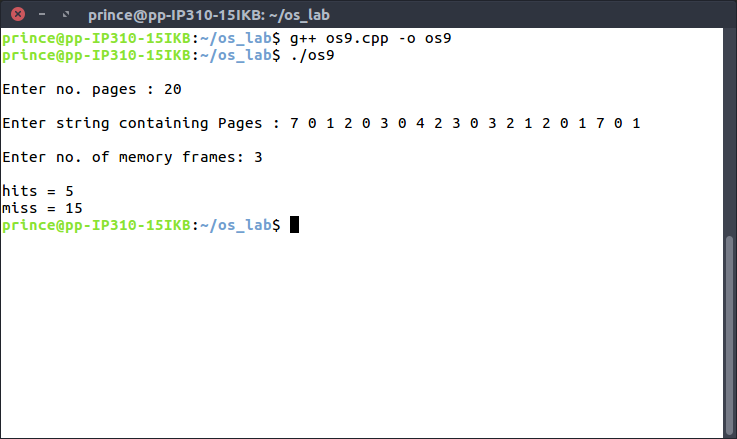 prince@pp-IP310-15IKB: ~/os_lab
prince@pp-IP310-15IKB:~/os_lab$ g++ os9.cpp -o os9
prince@pp-IP310-15IKB:~/os_lab$ ./os9
Enter no. pages : 20
Enter string containing Pages : 7 0 1 2 0 3 0 4 2 3 0 3 2 1 2 0 1 7 0 1
Enter no. of memory frames: 3
hits = 5
miss = 15
prince@pp-IP310-15IKB:~/os_lab$